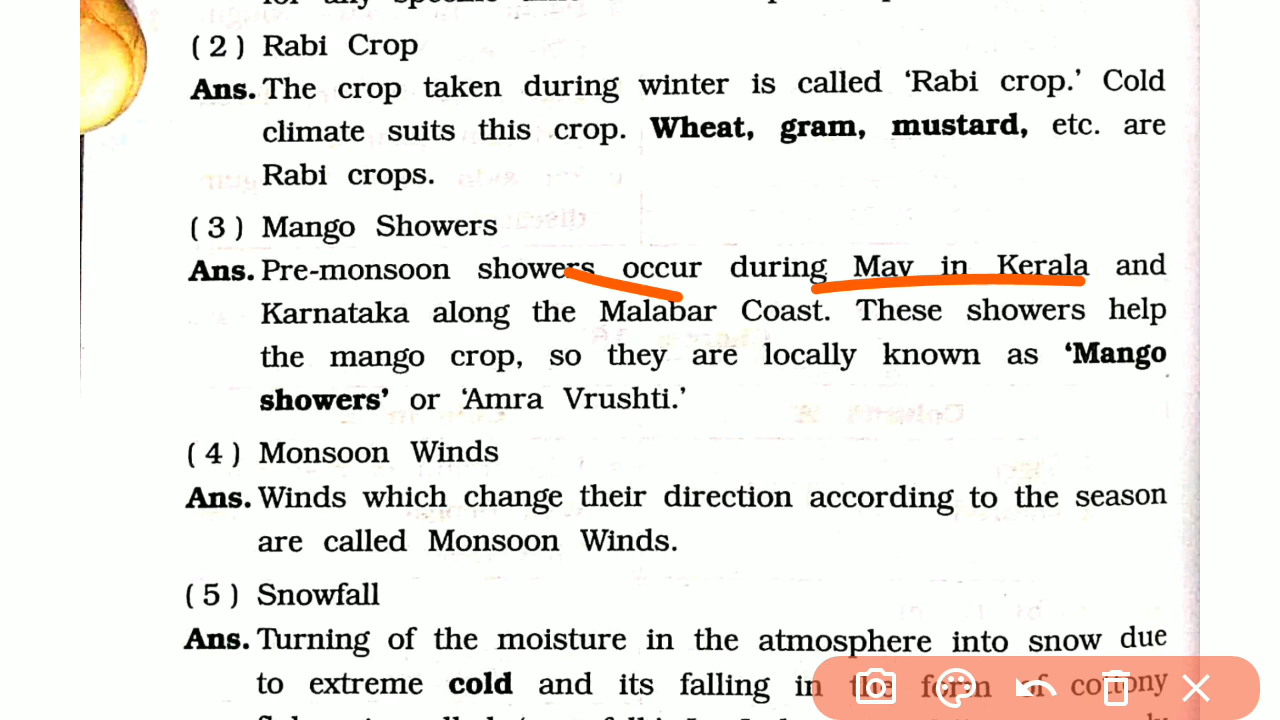 (2) Rabi Crop
Ans. The crop taken during winter is called ‘Rabi crop.’ Cold
climate suits this crop. Wheat, gram, mustard, etc. are
Rabi crops.
(3) Mango Showers
Ans. Pre-monsoon showers occur during May in Kerala and
Karnataka along the Malabar Coast. These showers help
the mango crop, so they are locally known as ‘Mango
showers’ or ‘Amra Vrushti.’
(4) Monsoon Winds
Ans. Winds which change their direction according to the season
are called Monsoon Winds.
(5) Snowfall
Ans. Turning of the moisture in the atmosphere into snow due
to extreme cold and its falling in the form of cottony